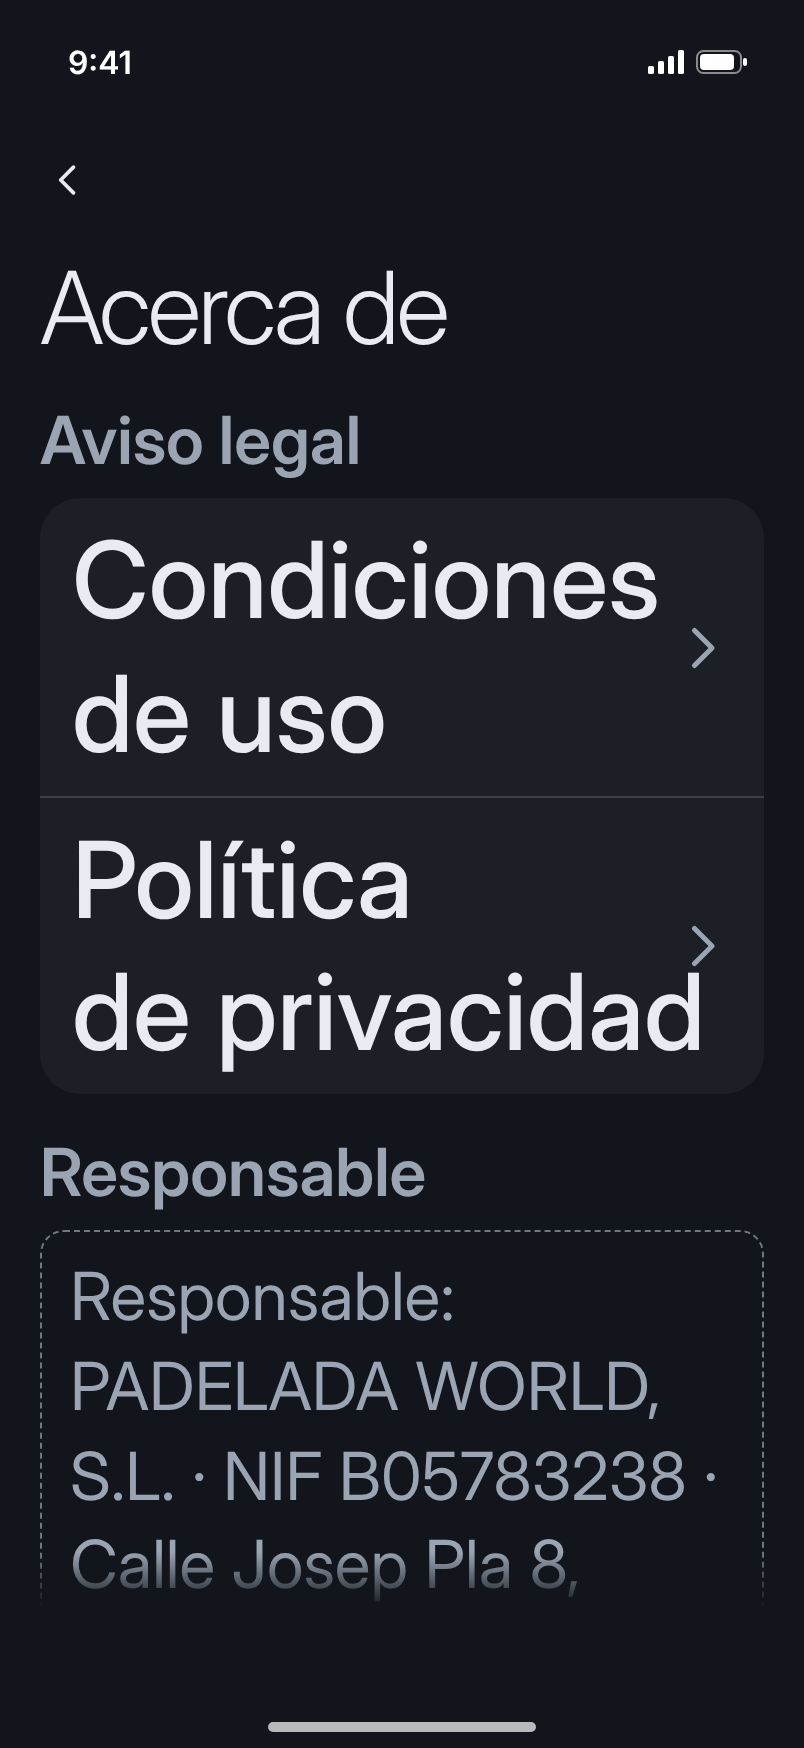 9:41
Acerca de
Aviso legal
Condiciones
de uso
Política
de privacidad
Responsable
Responsable:
PADELADA WORLD,
S.L. · NIF B05783238 ·
Calle Josep Pla 8,